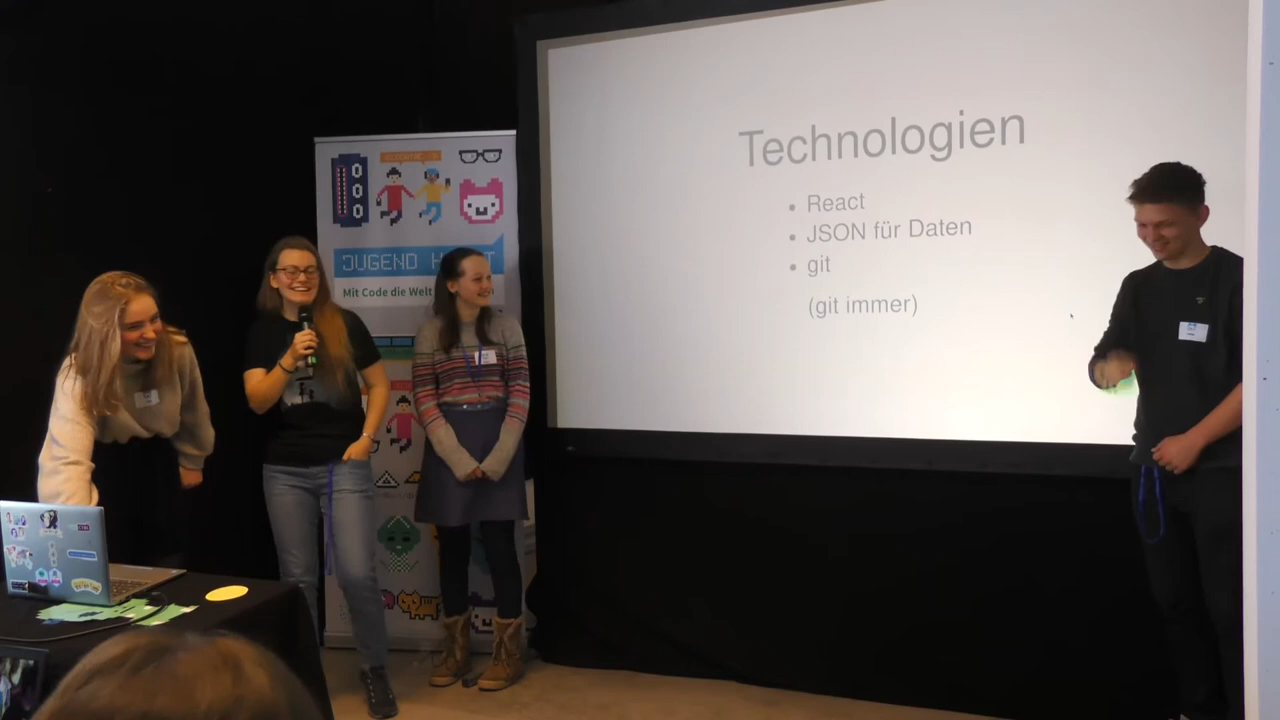 JUGEND H
Mit Code die Welt
Technologien
React
JSON für Daten
git
(git immer)